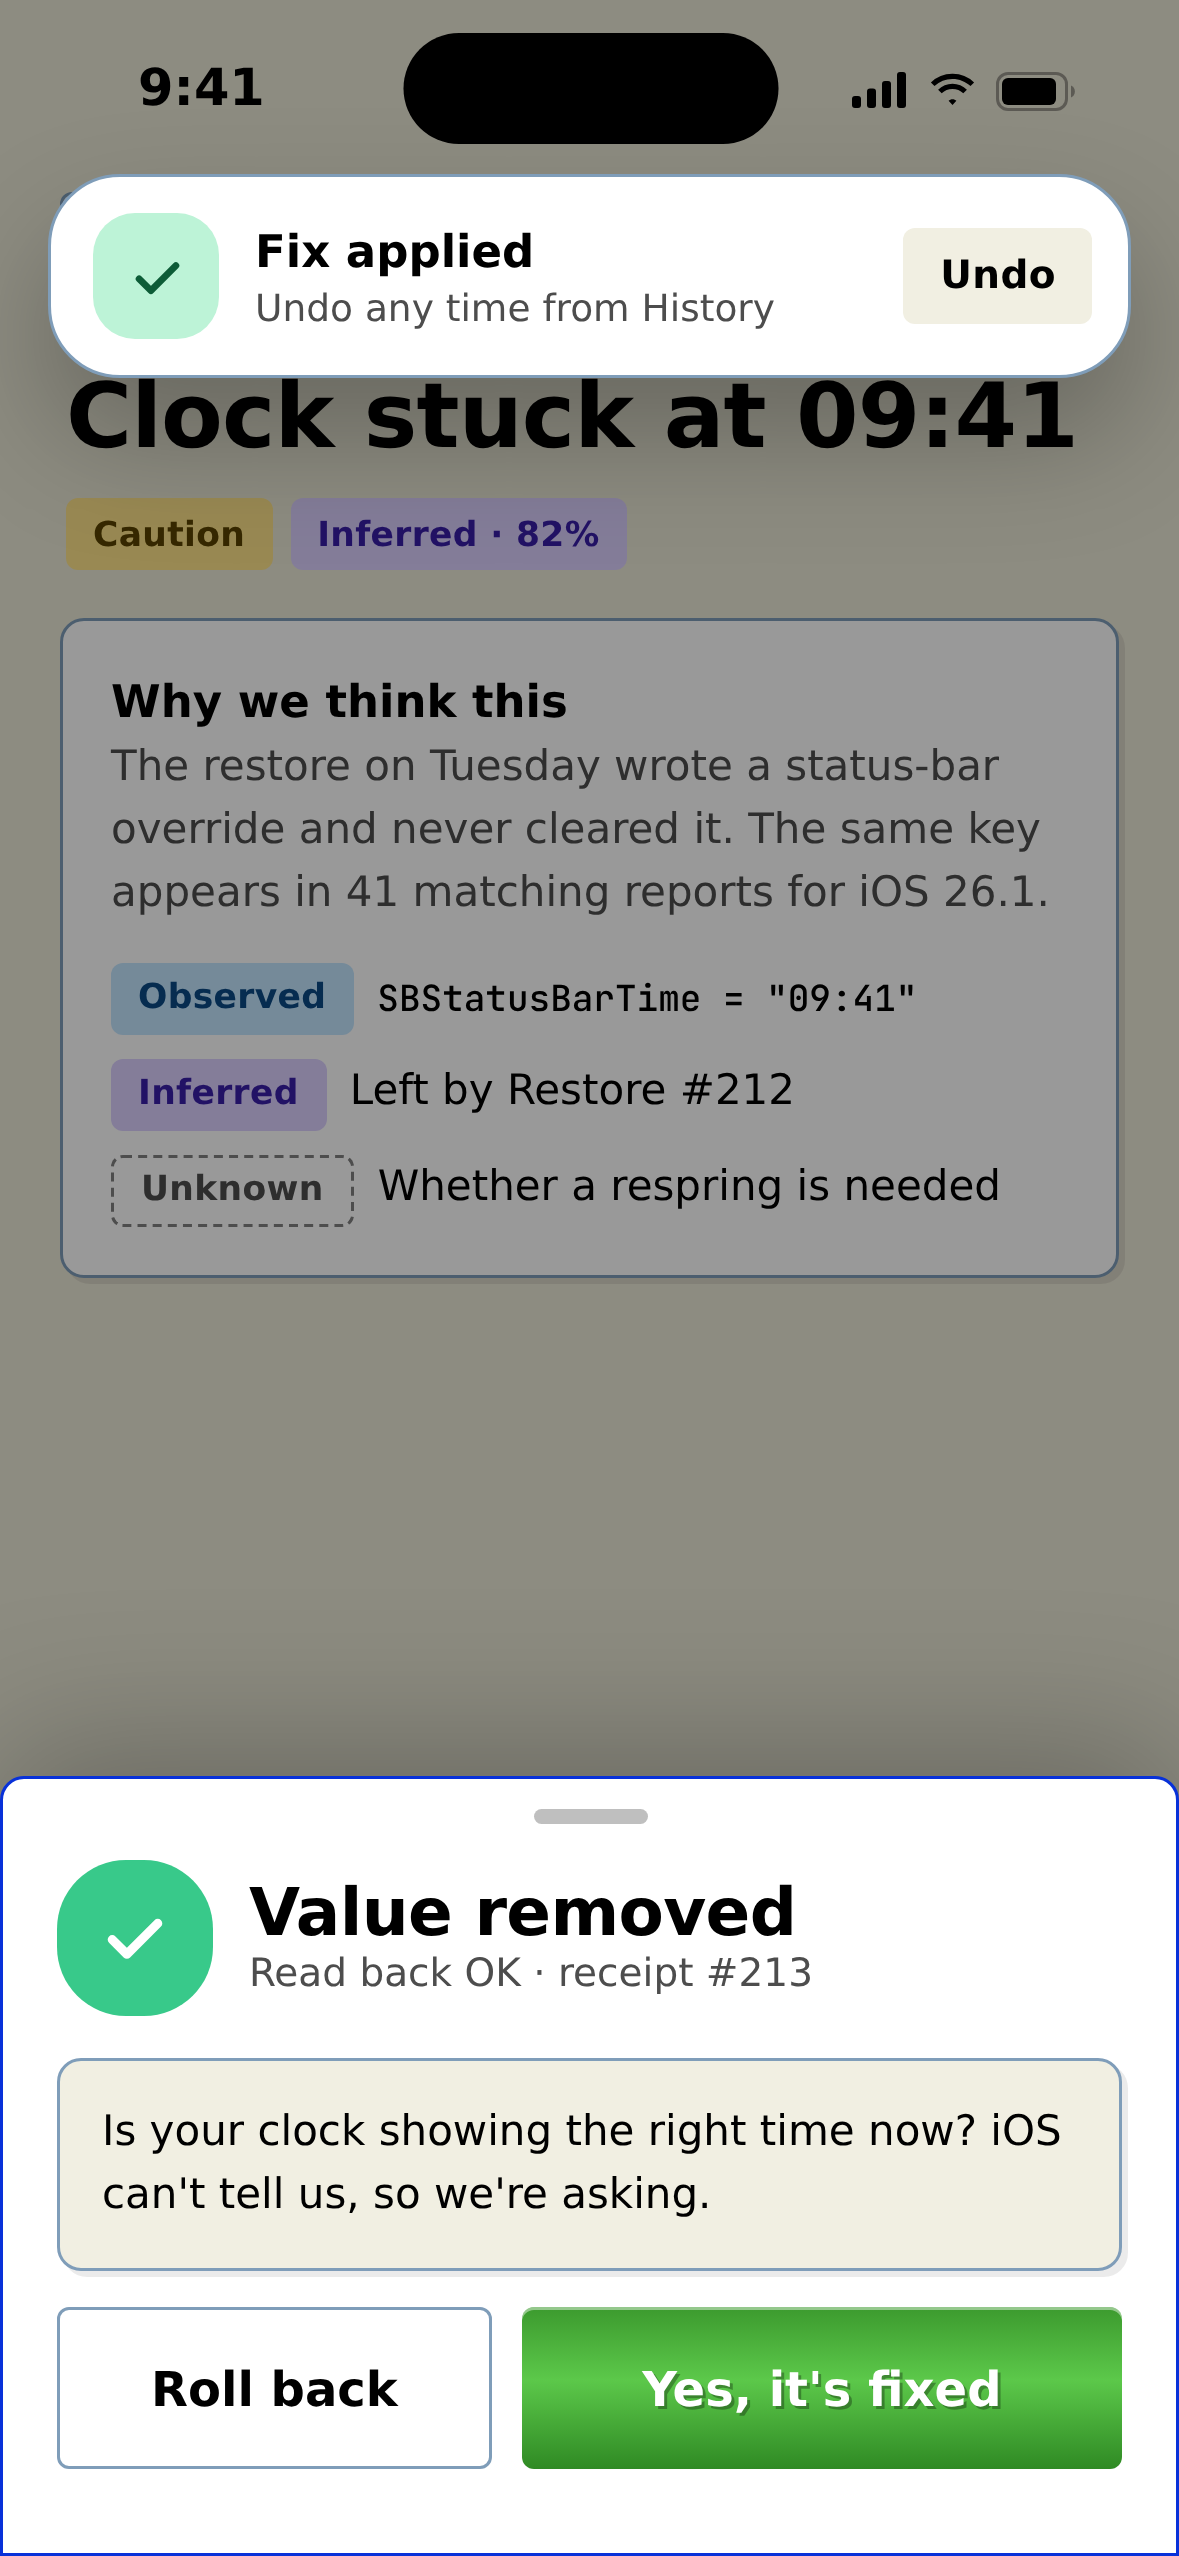 9:41
Fix applied
Undo any time from History
Undo
Clock stuck at 09:41
Caution
Inferred · 82%
Why we think this
The restore on Tuesday wrote a status-bar
override and never cleared it. The same key
appears in 41 matching reports for iOS 26.1.
Observed SBStatusBarTime = "09:41"
Inferred Left by Restore #212
Unknown Whether a respring is needed
Value removed
Read back OK · receipt #213
Is your clock showing the right time now? iOS
can't tell us, so we're asking.
Roll back
Yes, it's fixed